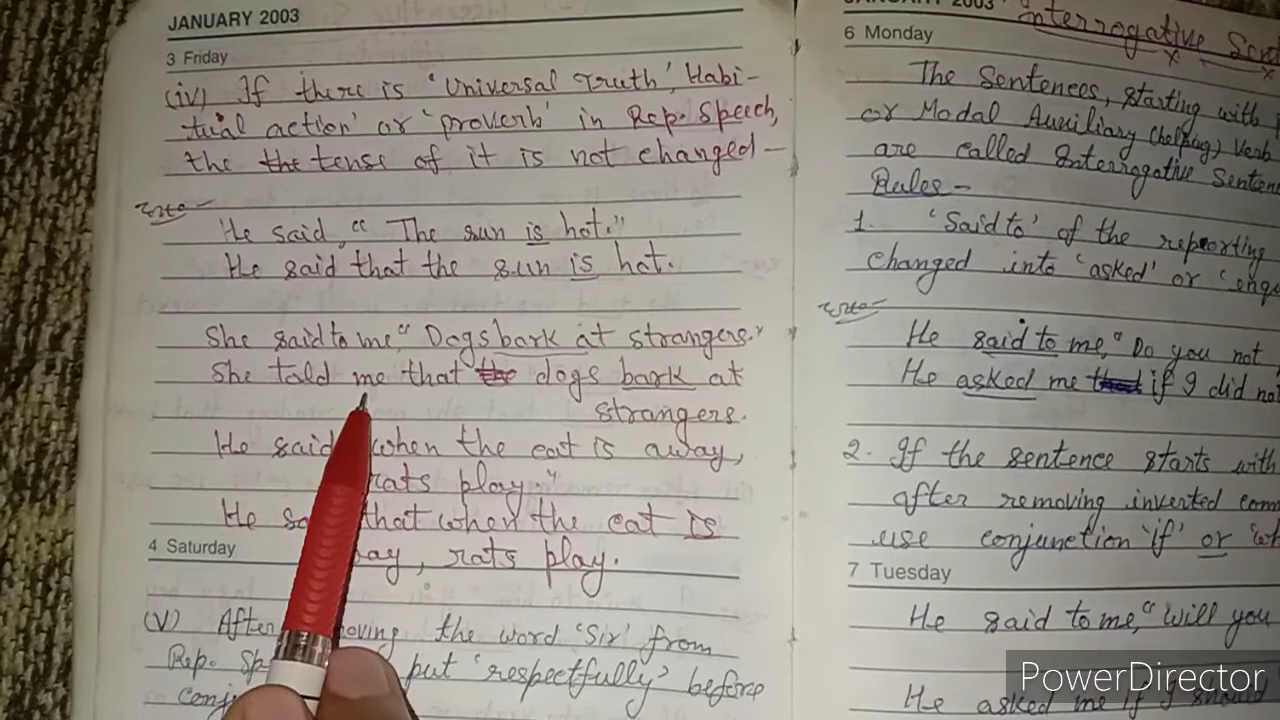 JANUARY 2003
3 Friday
(iv) If there is 'Universal Truth', Habi-
tual action' or 'proverb' in Rep. Speech,
the the tense of it is not changed-
He said, "The sun is hot."
He said that the sun is hot.
She said to me," Dogs bark at strangers."
She told me that the dogs bark at
strangers.
He said when the cat is away,
rats play."
He that when the cat is
, rats play.
4 Saturday
(V) After the word 'Sir' from
Rep. put 'respectfully' before
JANUARY 2003
Interrogative
6 Monday
The Sentences, starting with
or Modal Auxiliary (helping) Verb
are called Interrogative
Rules-
1. 'Said to' of the reporting
changed into 'asked' or
He said to me, "Do you not
He asked me if I did
2. If the sentence starts with
after removing inverted
use conjunction 'if' or
7 Tuesday
He said to me, "Will you
He asked me if I should
PowerDirector